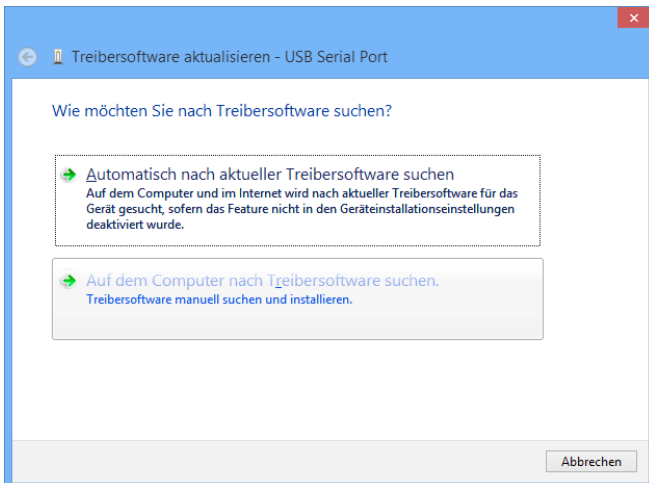 Treibersoftware aktualisieren - USB Serial Port
Wie möchten Sie nach Treibersoftware suchen?
Automatisch nach aktueller Treibersoftware suchen
Auf dem Computer und im Internet wird nach aktueller Treibersoftware für das
Gerät gesucht, sofern das Feature nicht in den Geräteinstallationseinstellungen
deaktiviert wurde.
Auf dem Computer nach Treibersoftware suchen.
Treibersoftware manuell suchen und installieren.
Abbrechen